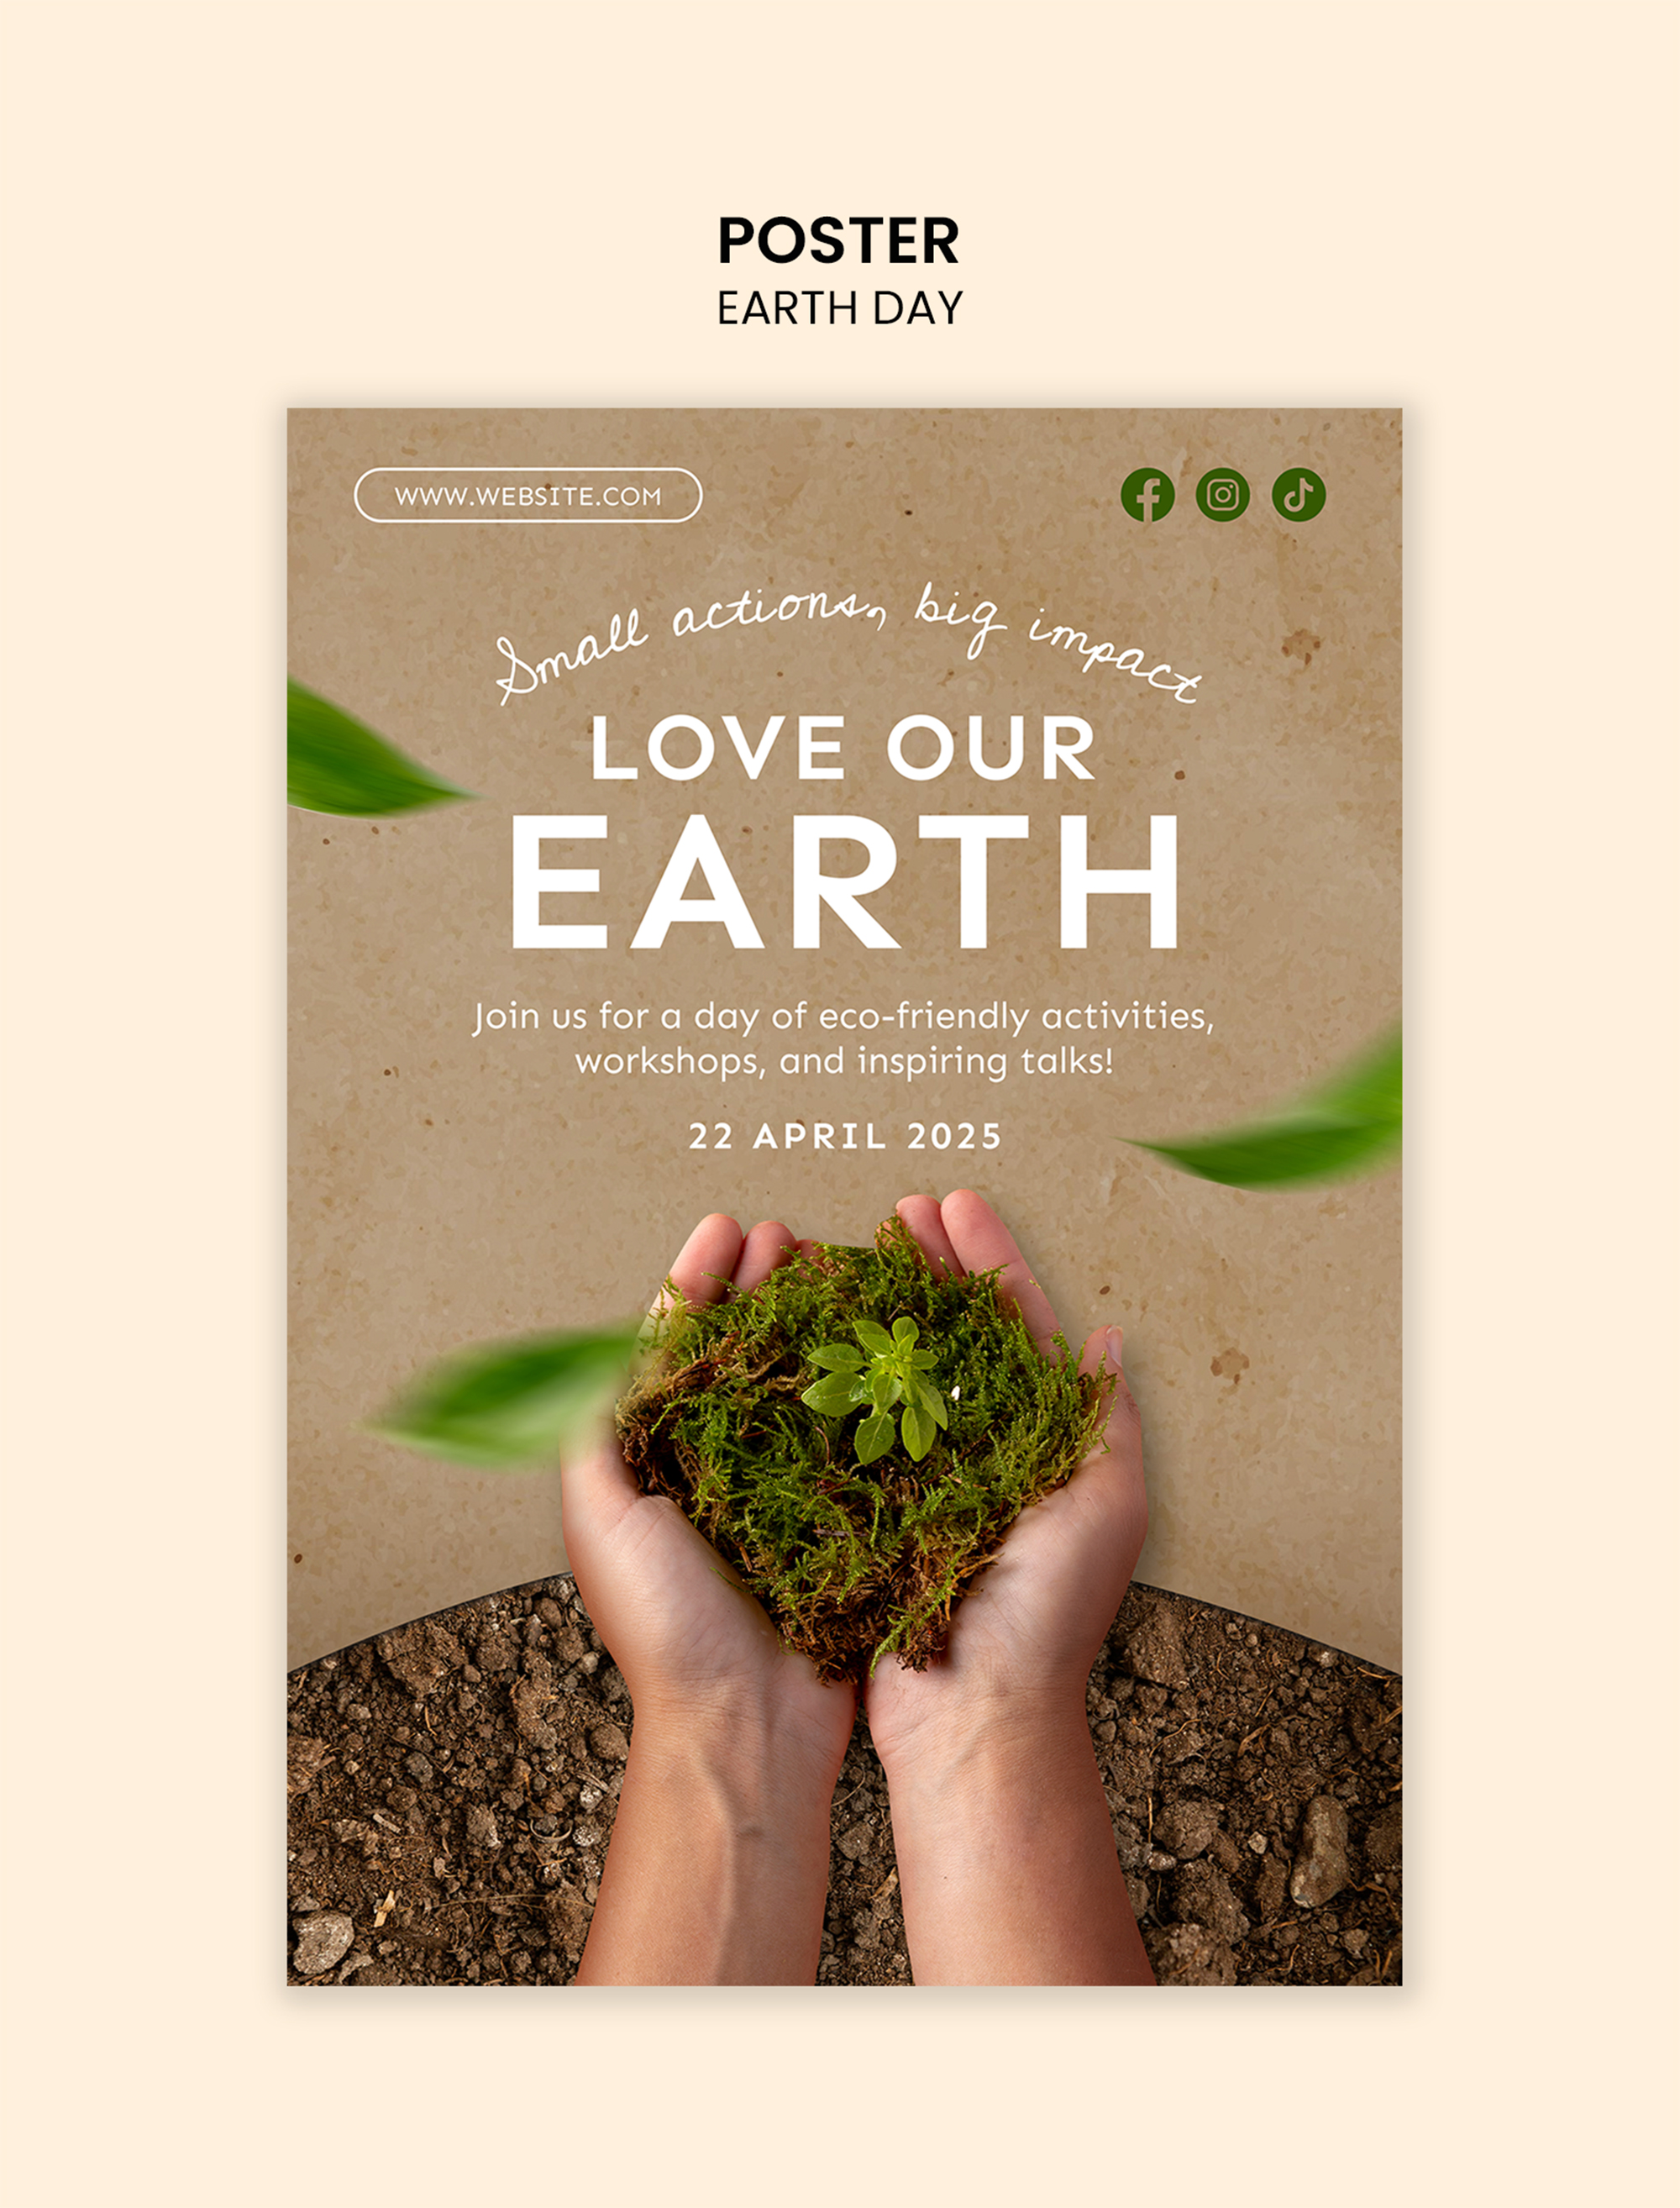 POSTER
EARTH DAY
WWW.WEBSITE.COM
Small actions, big impact
LOVE OUR
EARTH
Join us for a day of eco-friendly activities,
workshops, and inspiring talks!
22 APRIL 2025